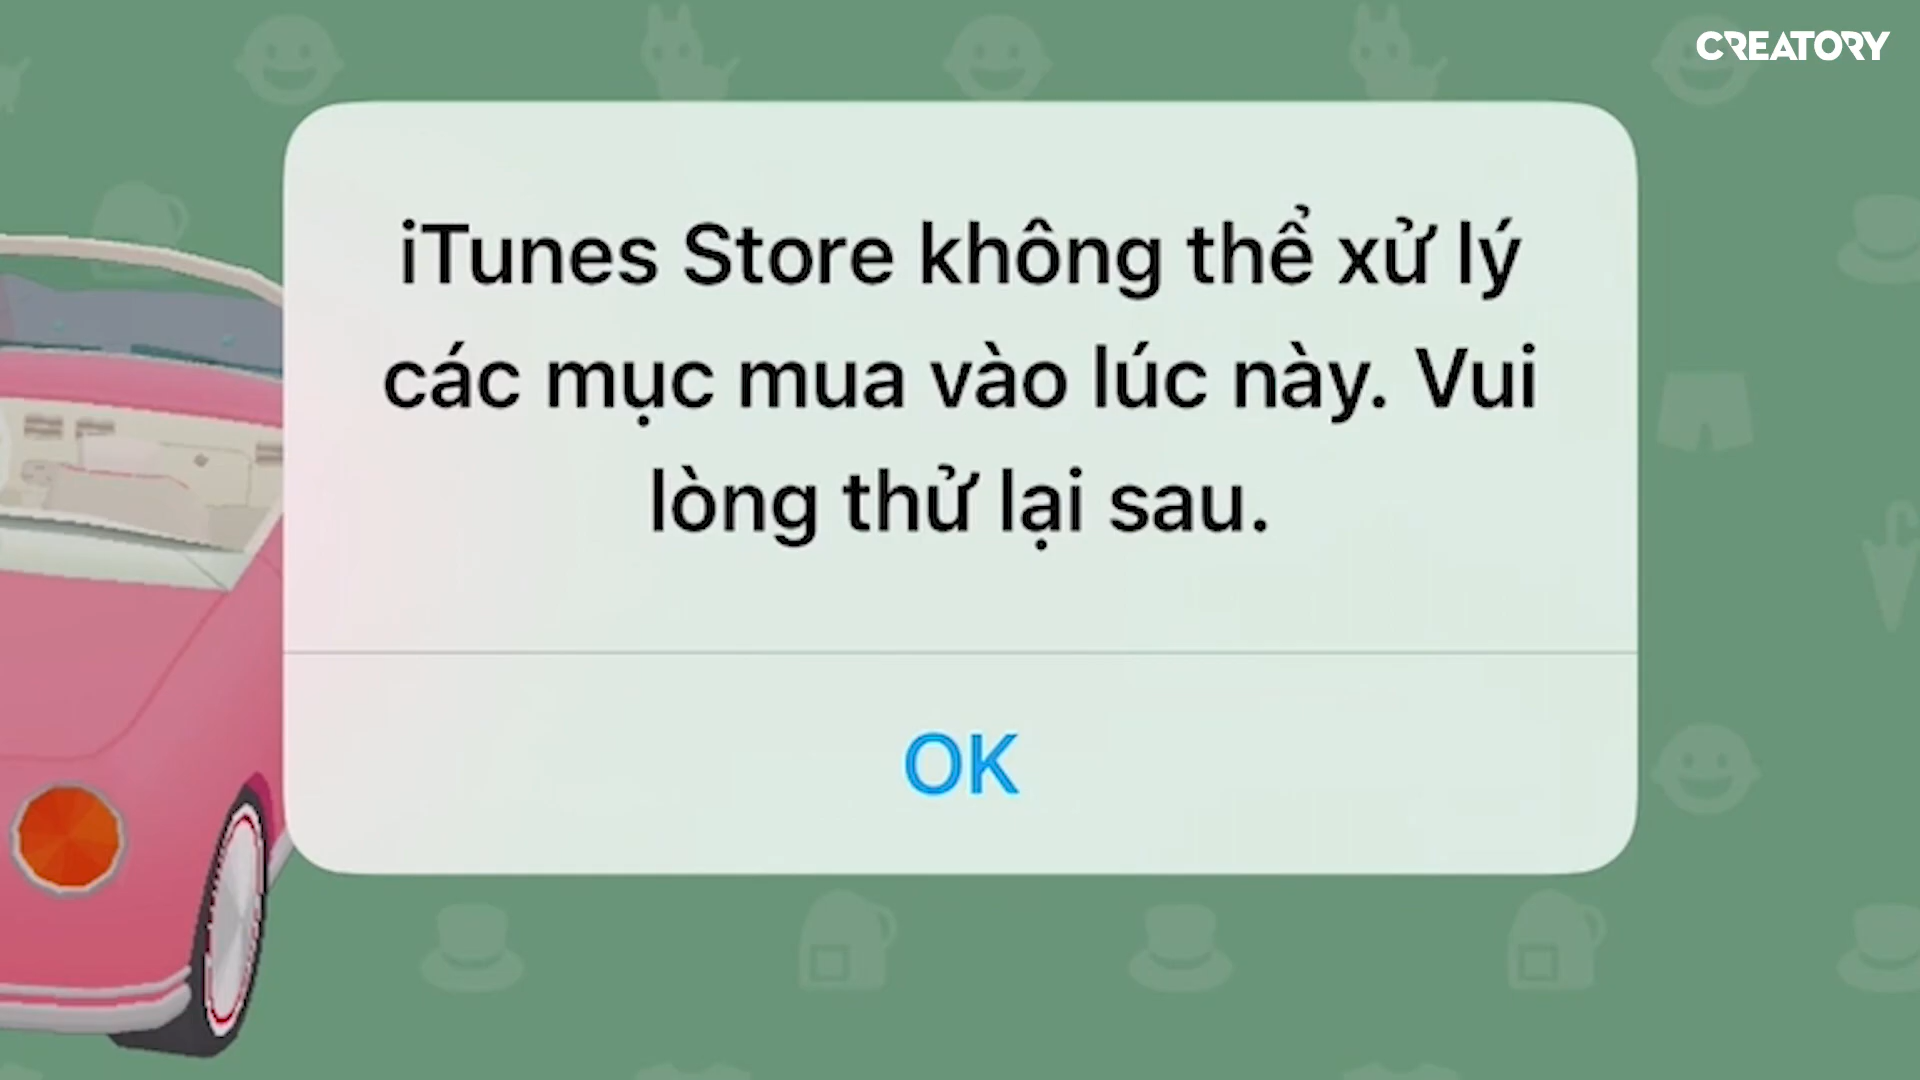 CREATORY
iTunes Store không thể xử lý
các mục mua vào lúc này. Vui
lòng thử lại sau.
OK